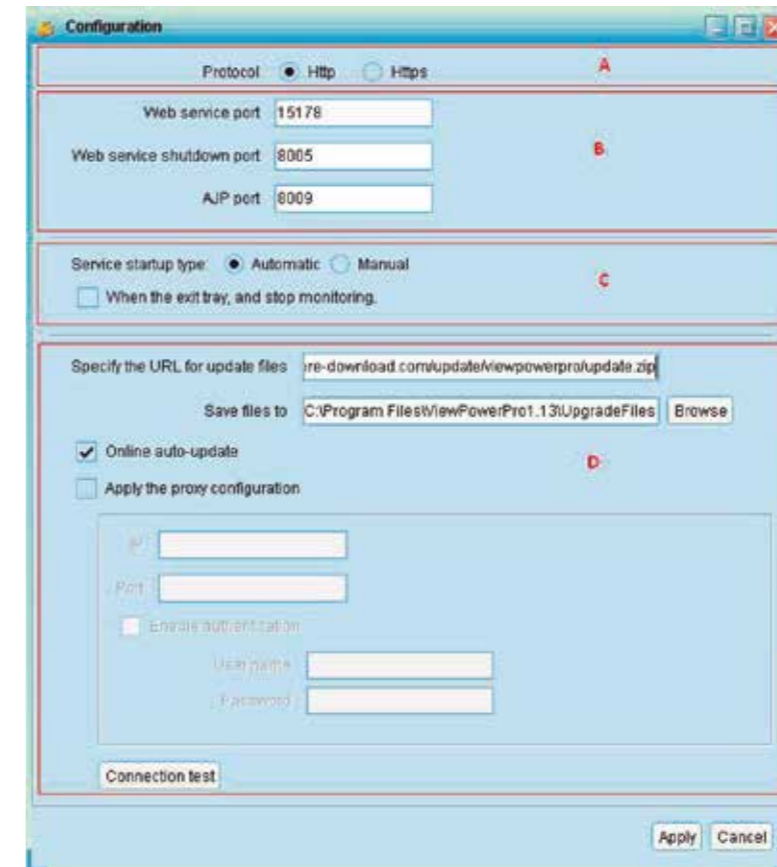 Configuration
Protocol Http Https A
Web service port 15178
Web service shutdown port 8005 B
AJP port 8009
Service startup type: Automatic Manual
When the exit tray, and stop monitoring. C
Specify the URL for update files re-download.com/update/viewpowerpro/update.zip
Save files to C:\Program Files\ViewPowerPro1.13\UpgradeFiles Browse
Online auto-update
D
Apply the proxy configuration
IP
Port
Enable authentication
User name
Password
Connection test
Apply Cancel